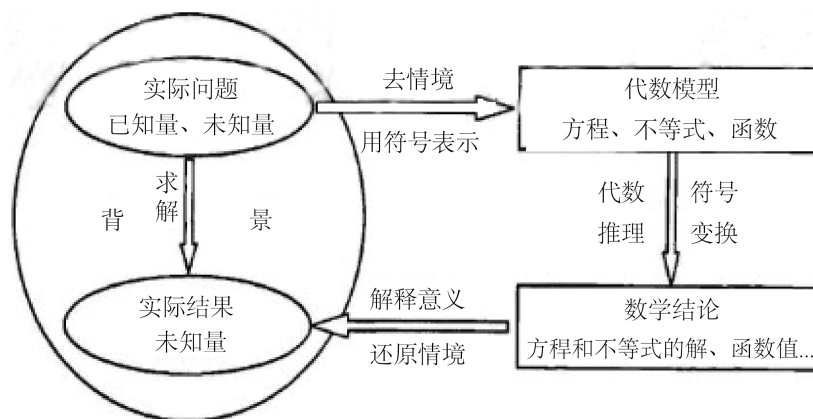 实际问题
已知量、未知量
去情境
用符号表示
代数模型
方程、不等式、函数
求
解
背 景
代数 符号
推理 变换
实际结果
未知量
解释意义
还原情境
数学结论
方程和不等式的解、函数值...